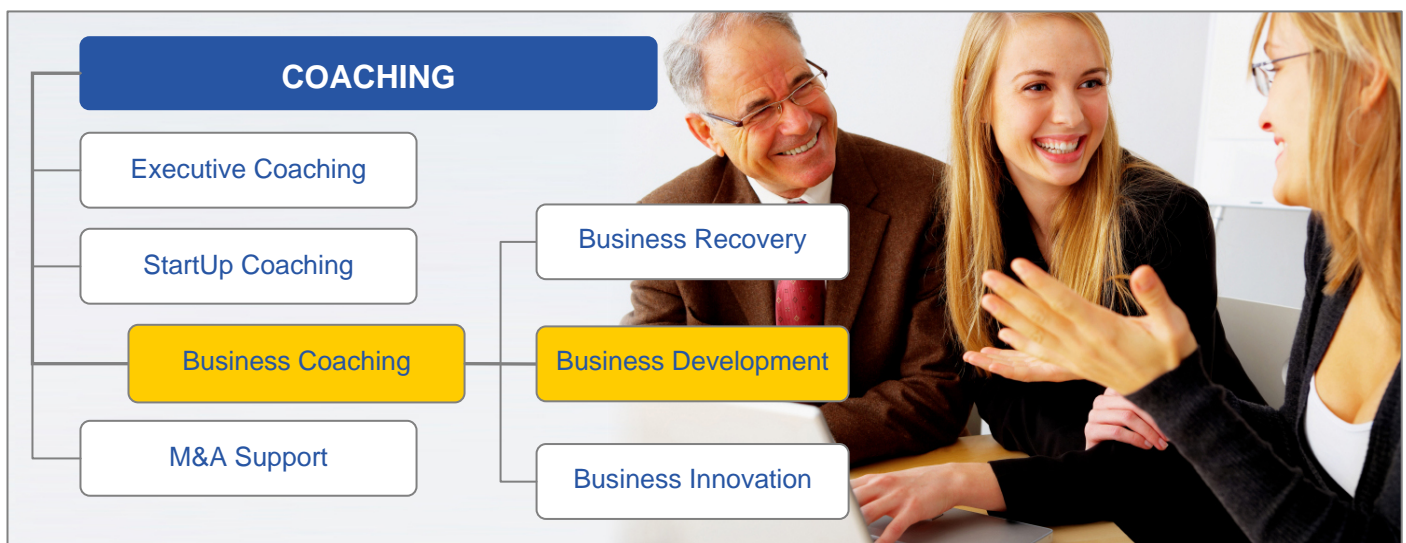 COACHING
Executive Coaching
StartUp Coaching
Business Coaching
M&A Support
Business Recovery
Business Development
Business Innovation